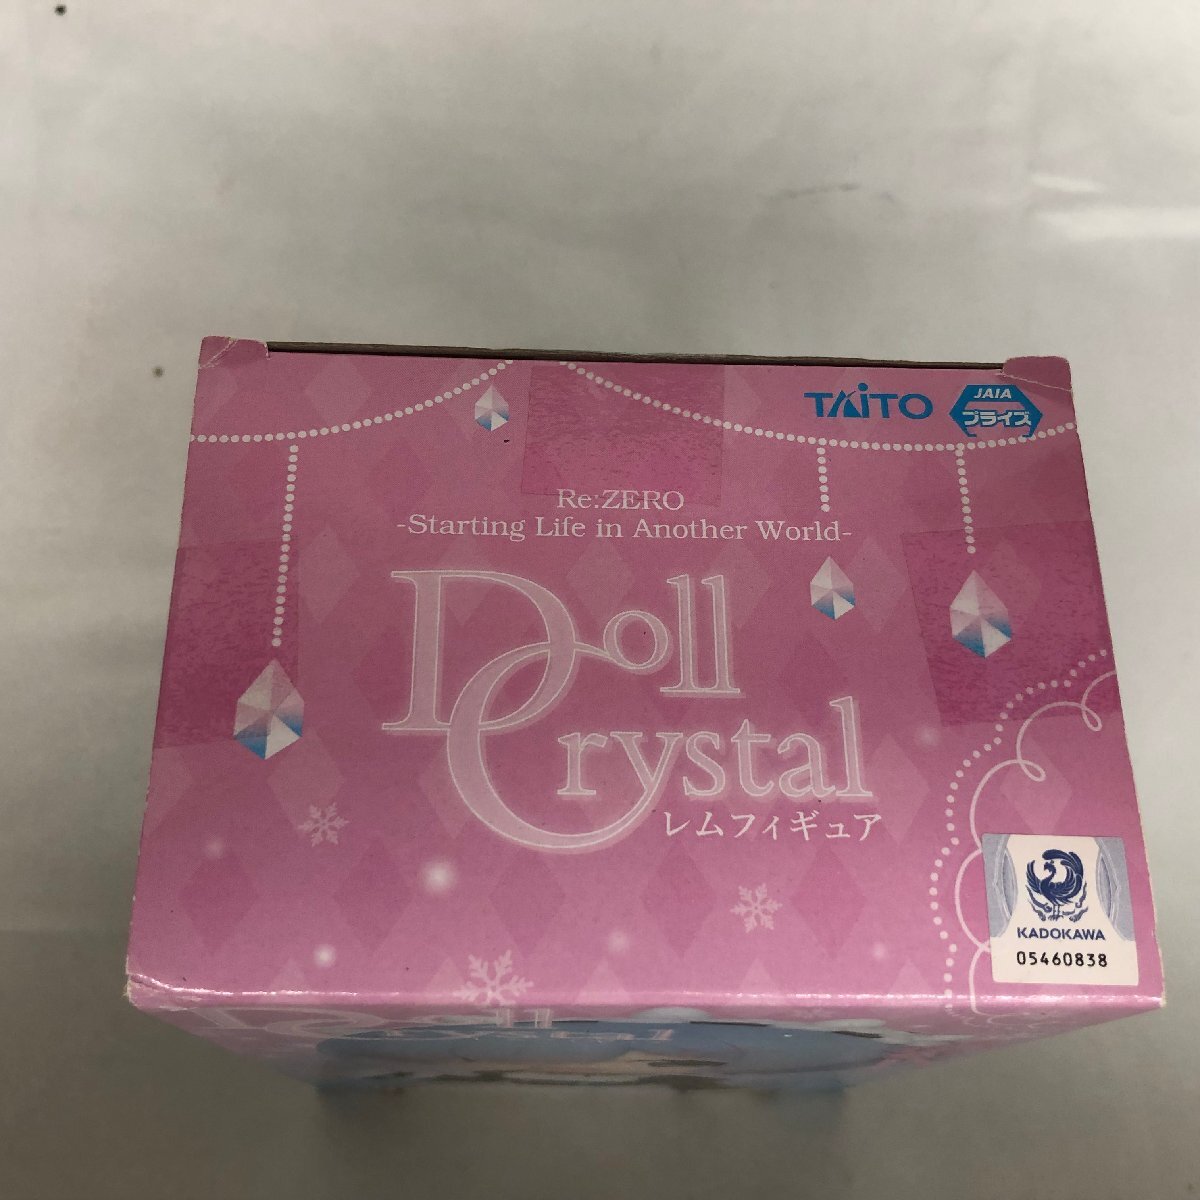 TAITO
JAIA
プライズ
Re:ZERO
-Starting Life in Another World-
Doll
Crystal
レムフィギュア
KADOKAWA
05460838